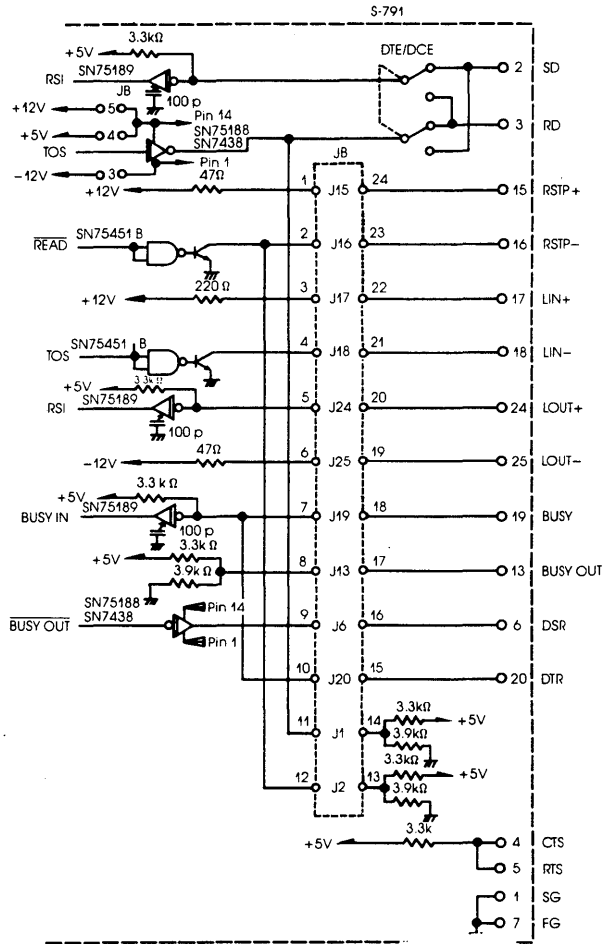 S-791
3.3kΩ
+5V
DTE/DCE
RSI SN75189
2 SD
JB 100 p
+12V 5 Pin 14
+5V 4 SN75188
SN7438
3 RD
TOS
-12V 3 Pin 1
JB
+12V 47Ω 1 J15 24 15 RSTP+
READ SN75451 B 2 J16 23 16 RSTP-
220 Ω
+12V 3 J17 22 17 LIN+
TOS SN75451 B 4 J18 21 18 LIN-
+5V 3.3kΩ
RSI SN75189 5 J24 20 24 LOUT+
100 p
-12V 47Ω 6 J25 19 25 LOUT-
+5V 3.3 k Ω
BUSY IN SN75189 7 J19 18 19 BUSY
100p
3.3k Ω
+5V 8 J13 17 13 BUSY OUT
3.9k Ω
SN75188 Pin 14
BUSY OUT SN7438 9 J6 16 6 DSR
Pin 1
10 J20 15 20 DTR
3.3kΩ
+5V
11 J1 14
3.9kΩ
3.3kΩ
+5V
12 J2 13
3.9kΩ
3.3k
+5V 4 CTS
5 RTS
1 SG
7 FG